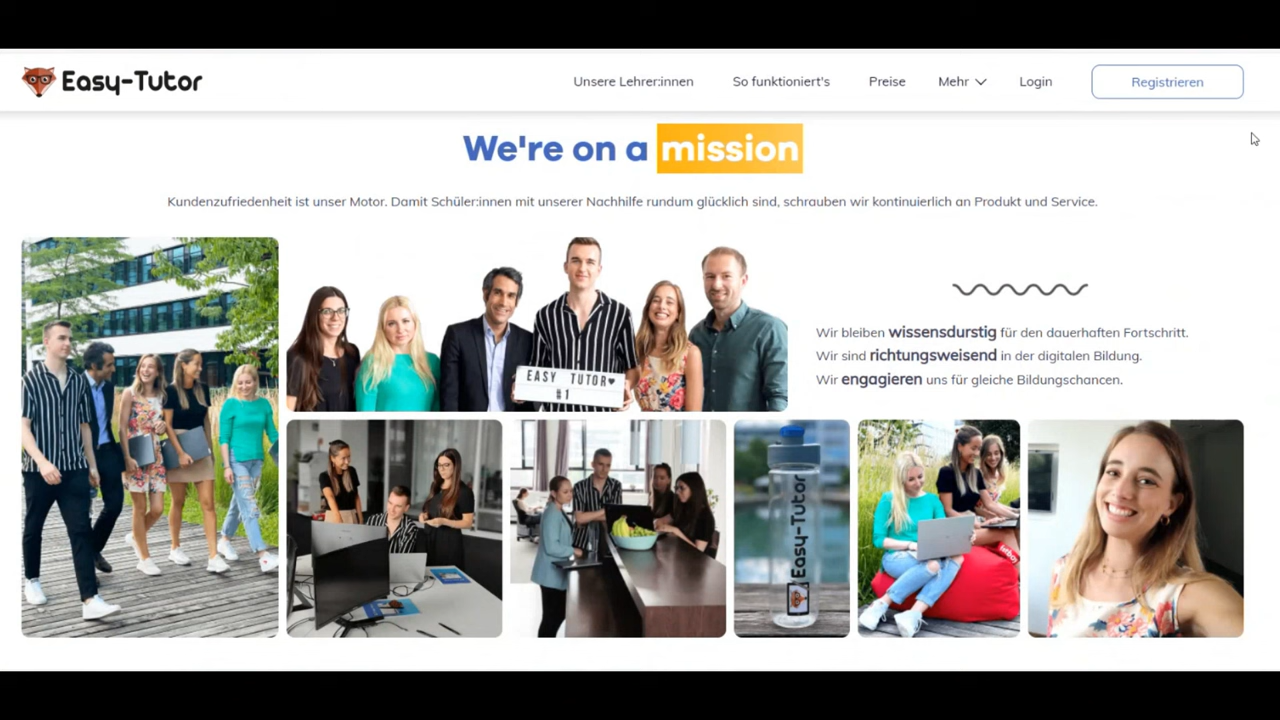 Easy-Tutor
Unsere Lehrer:innen
So funktioniert's
Preise
Mehr
Login
Registrieren
We're on a mission
Kundenzufriedenheit ist unser Motor. Damit Schüler:innen mit unserer Nachhilfe rundum glücklich sind, schrauben wir kontinuierlich an Produkt und Service.
EASY TUTOR♥
#1
Wir bleiben wissensdurstig für den dauerhaften Fortschritt.
Wir sind richtungsweisend in der digitalen Bildung.
Wir engagieren uns für gleiche Bildungschancen.
Easy-Tutor